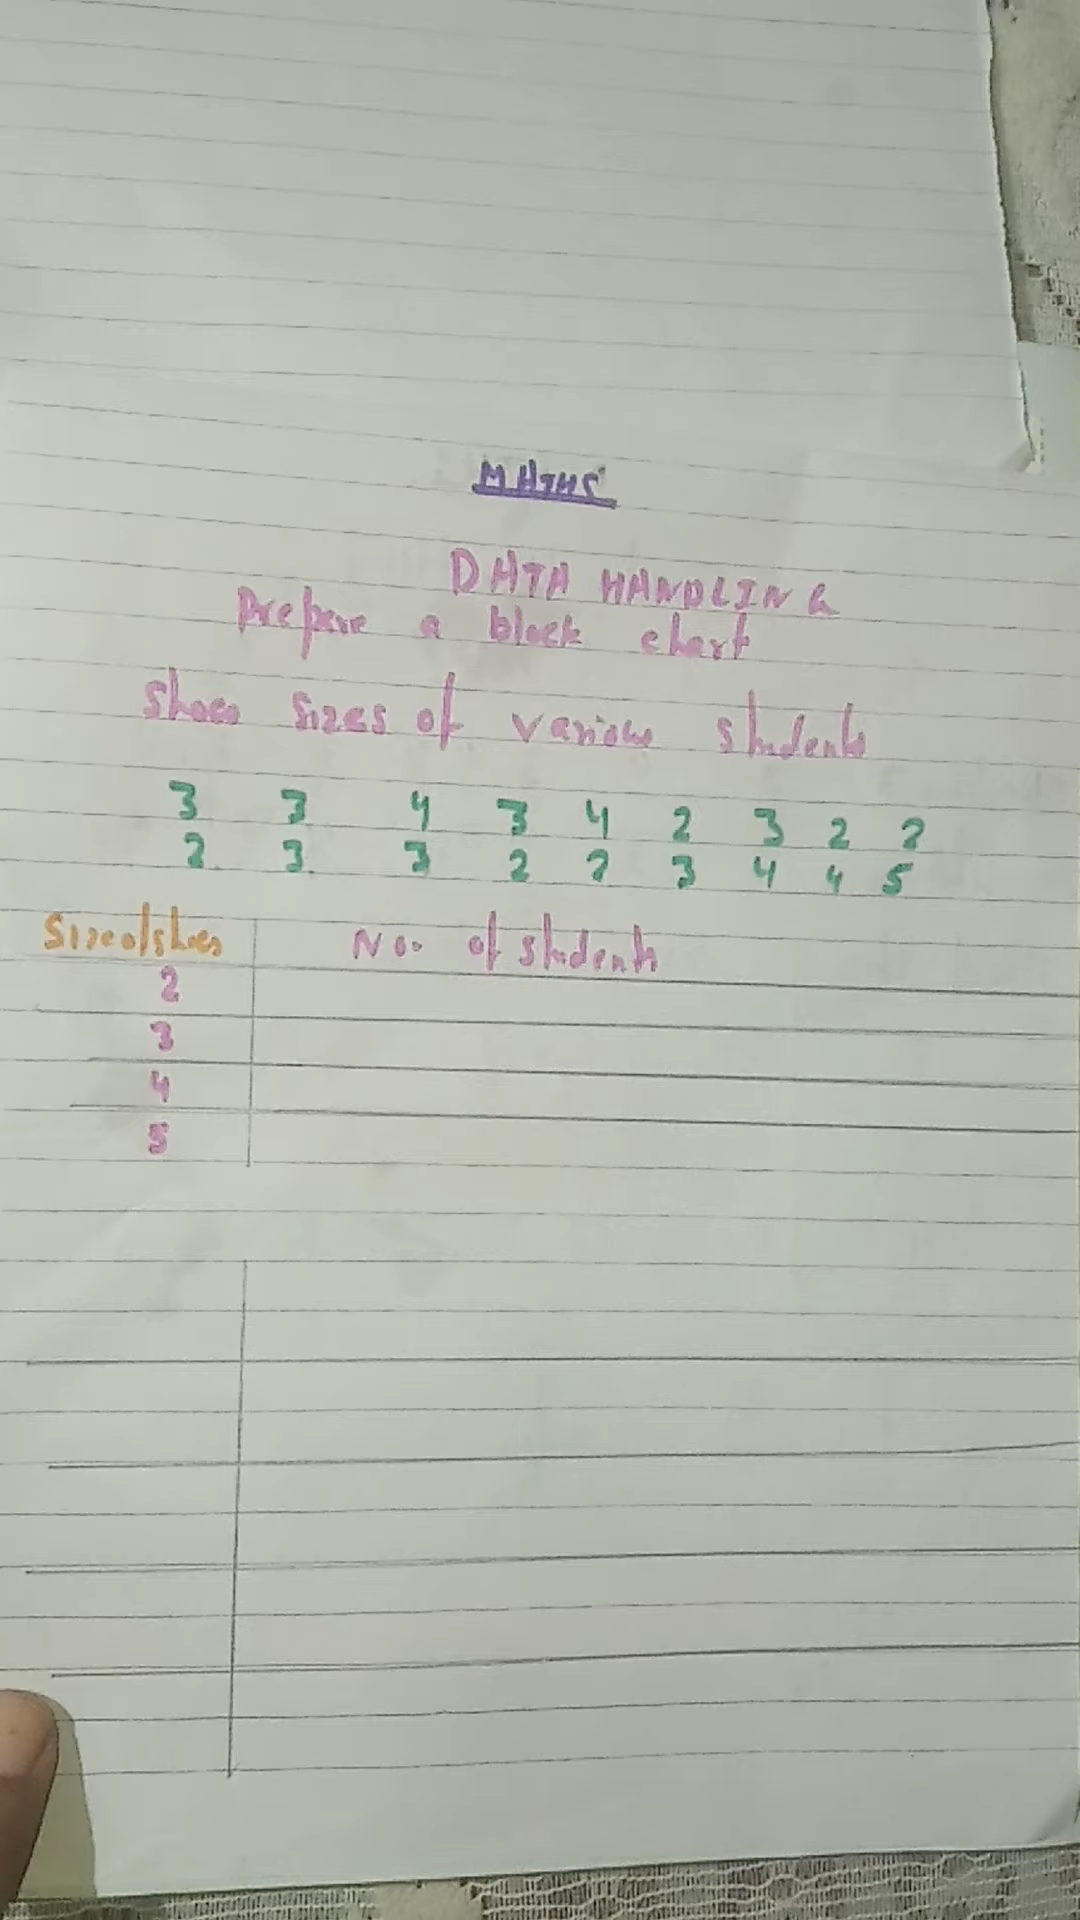 MATHS
DATA HANDLING
Prepare a block chart
Shoes sizes of various students
3 3 4 3 4 2 3 2 2
2 3 3 2 2 3 4 4 5
Size of shoes No. of students
2
3
4
5